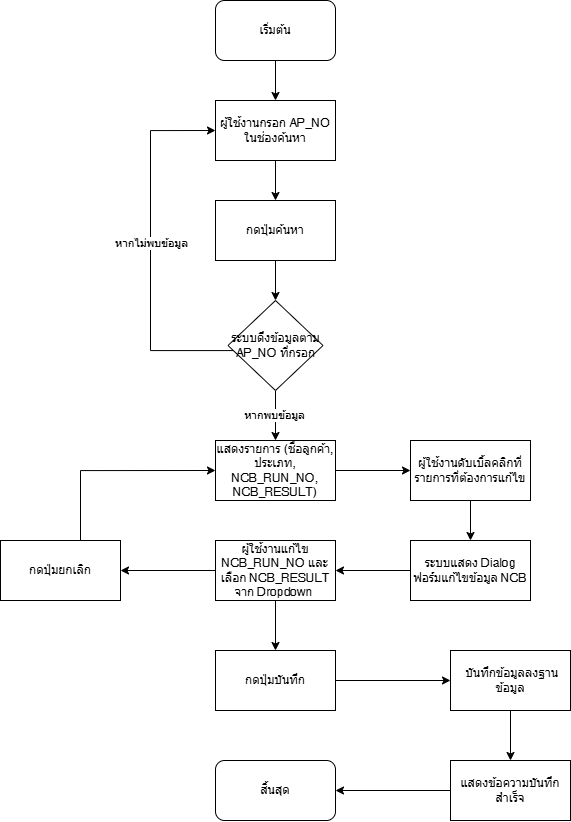 เริ่มต้น
ผู้ใช้งานกรอก AP_NO
ในช่องค้นหา
กดปุ่มค้นหา
หากไม่พบข้อมูล
ระบบดึงข้อมูลตาม
AP_NO ที่กรอก
หากพบข้อมูล
แสดงรายการ (ชื่อลูกค้า,
ประเภท,
NCB_RUN_NO,
NCB_RESULT)
ผู้ใช้งานดับเบิ้ลคลิกที่
รายการที่ต้องการแก้ไข
ระบบแสดง Dialog
ฟอร์มแก้ไขข้อมูล NCB
ผู้ใช้งานแก้ไข
NCB_RUN_NO และ
เลือก NCB_RESULT
จาก Dropdown
กดปุ่มยกเลิก
กดปุ่มบันทึก
บันทึกข้อมูลลงฐาน
ข้อมูล
แสดงข้อความบันทึก
สำเร็จ
สิ้นสุด